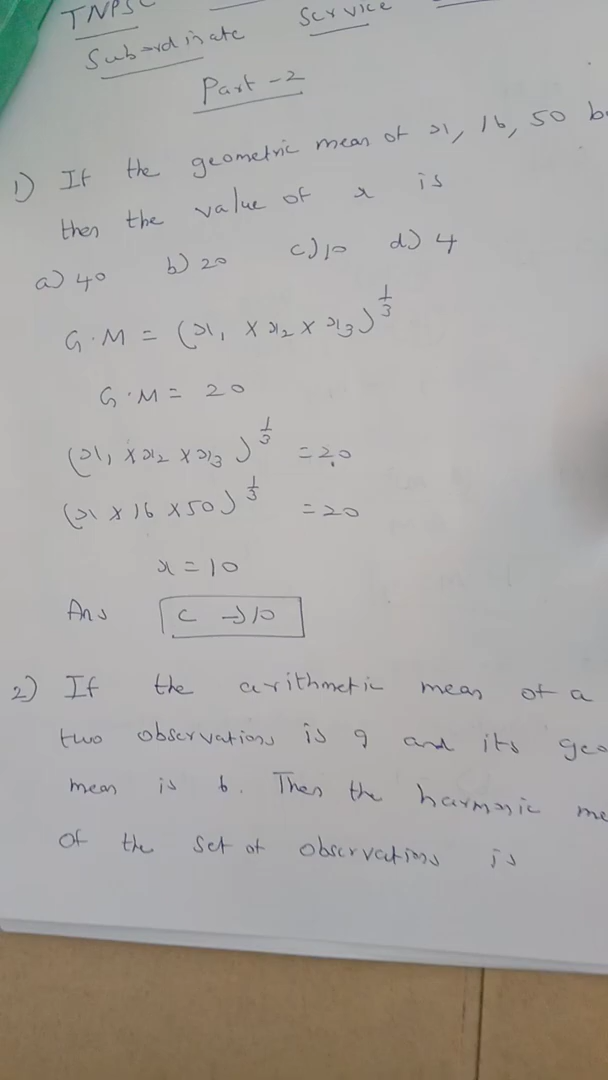 TNPSC
Subordinate Service
Part-2
1) If the geometric mean of x, 16, 50 be
then the value of x is
a) 40 b) 20 c) 10 d) 4
G.M = (x₁ × x₂ × x₃)^1/3
G.M = 20
(x₁ × x₂ × x₃)^1/3 = 20
(x × 16 × 50)^1/3 = 20
x = 10
Ans c → 10
2) If the arithmetic mean of a
two observations is 9 and its geo
mean is 6. Then the harmonic me
of the set of observations is